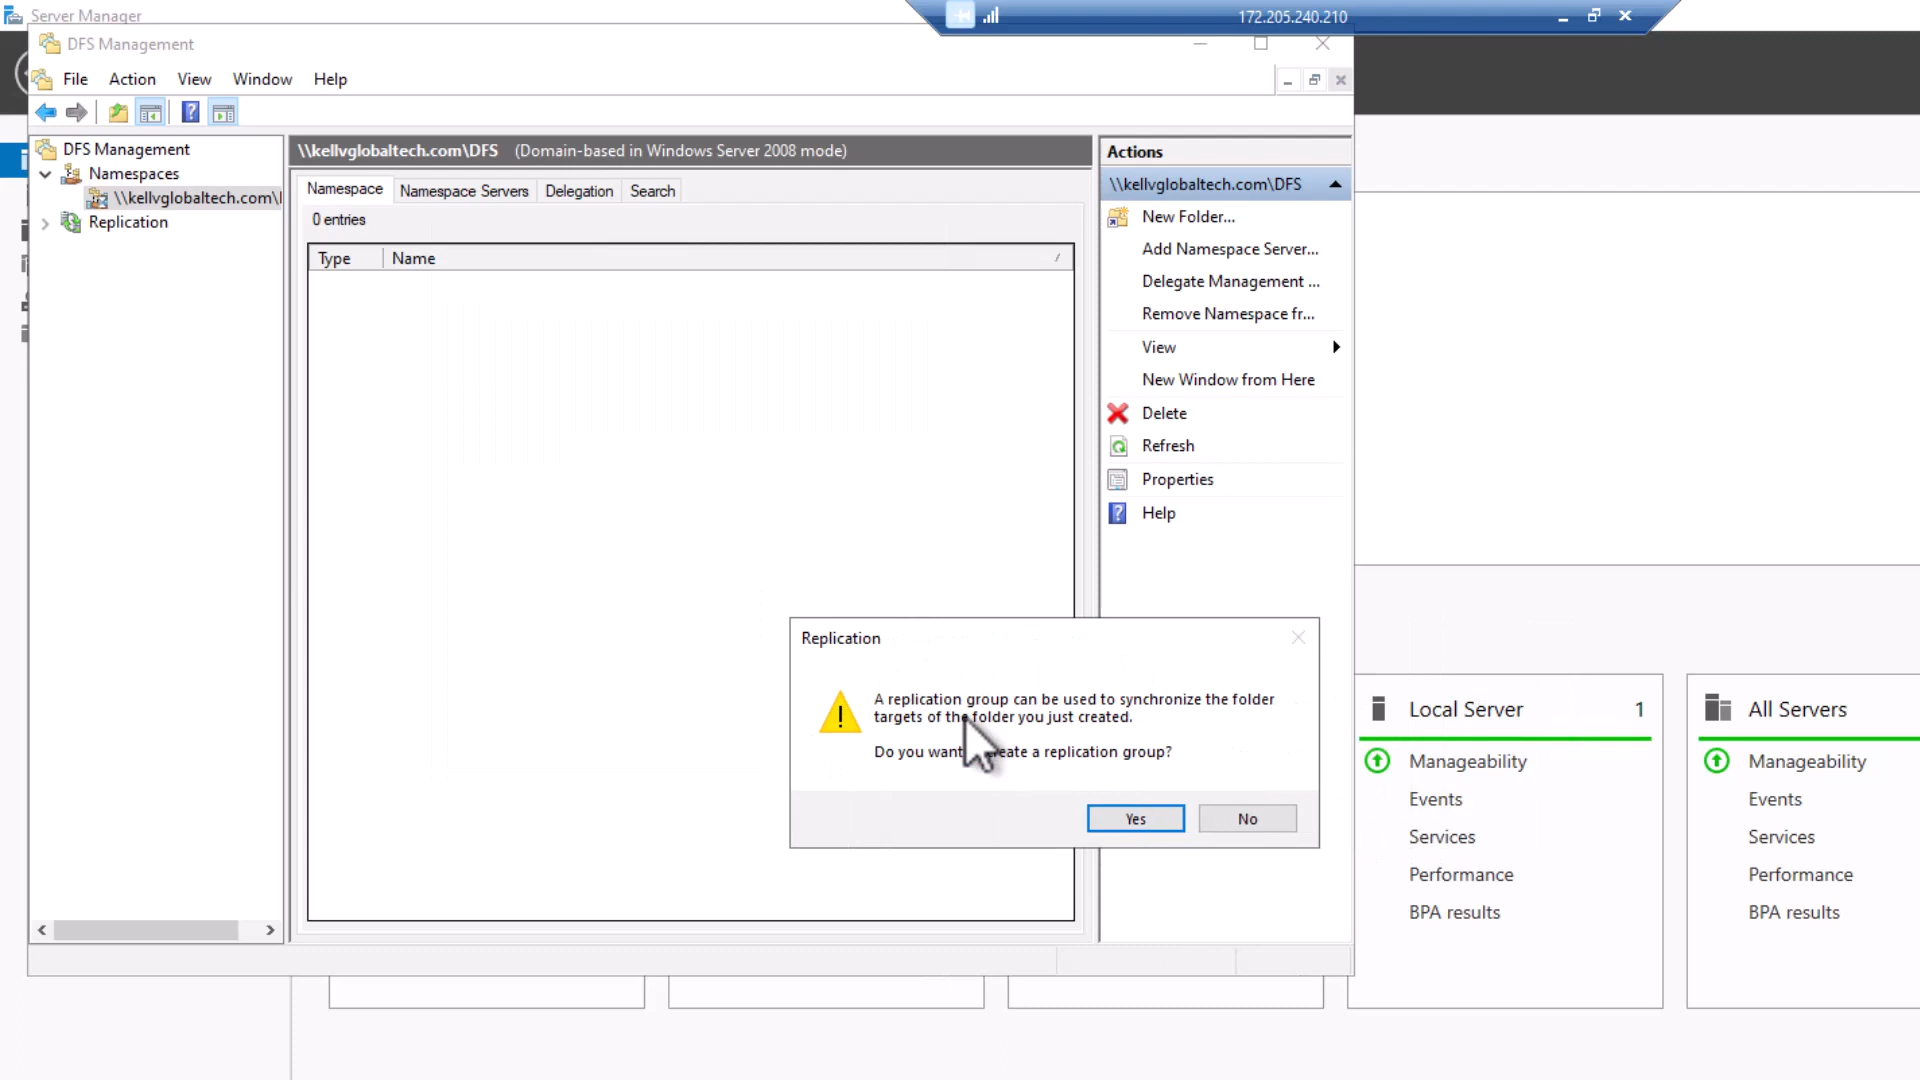 Server Manager
172.205.240.210
DFS Management
File Action View Window Help
DFS Management
Namespaces
\\kellvglobaltech.com\
Replication
\\kellvglobaltech.com\DFS (Domain-based in Windows Server 2008 mode)
Namespace Namespace Servers Delegation Search
0 entries
Type Name
Actions
\\kellvglobaltech.com\DFS
New Folder...
Add Namespace Server...
Delegate Management ...
Remove Namespace fr...
View
New Window from Here
Delete
Refresh
Properties
Help
Replication
A replication group can be used to synchronize the folder
targets of the folder you just created.
Do you want create a replication group?
Yes No
Local Server 1
Manageability
Events
Services
Performance
BPA results
All Servers
Manageability
Events
Services
Performance
BPA results